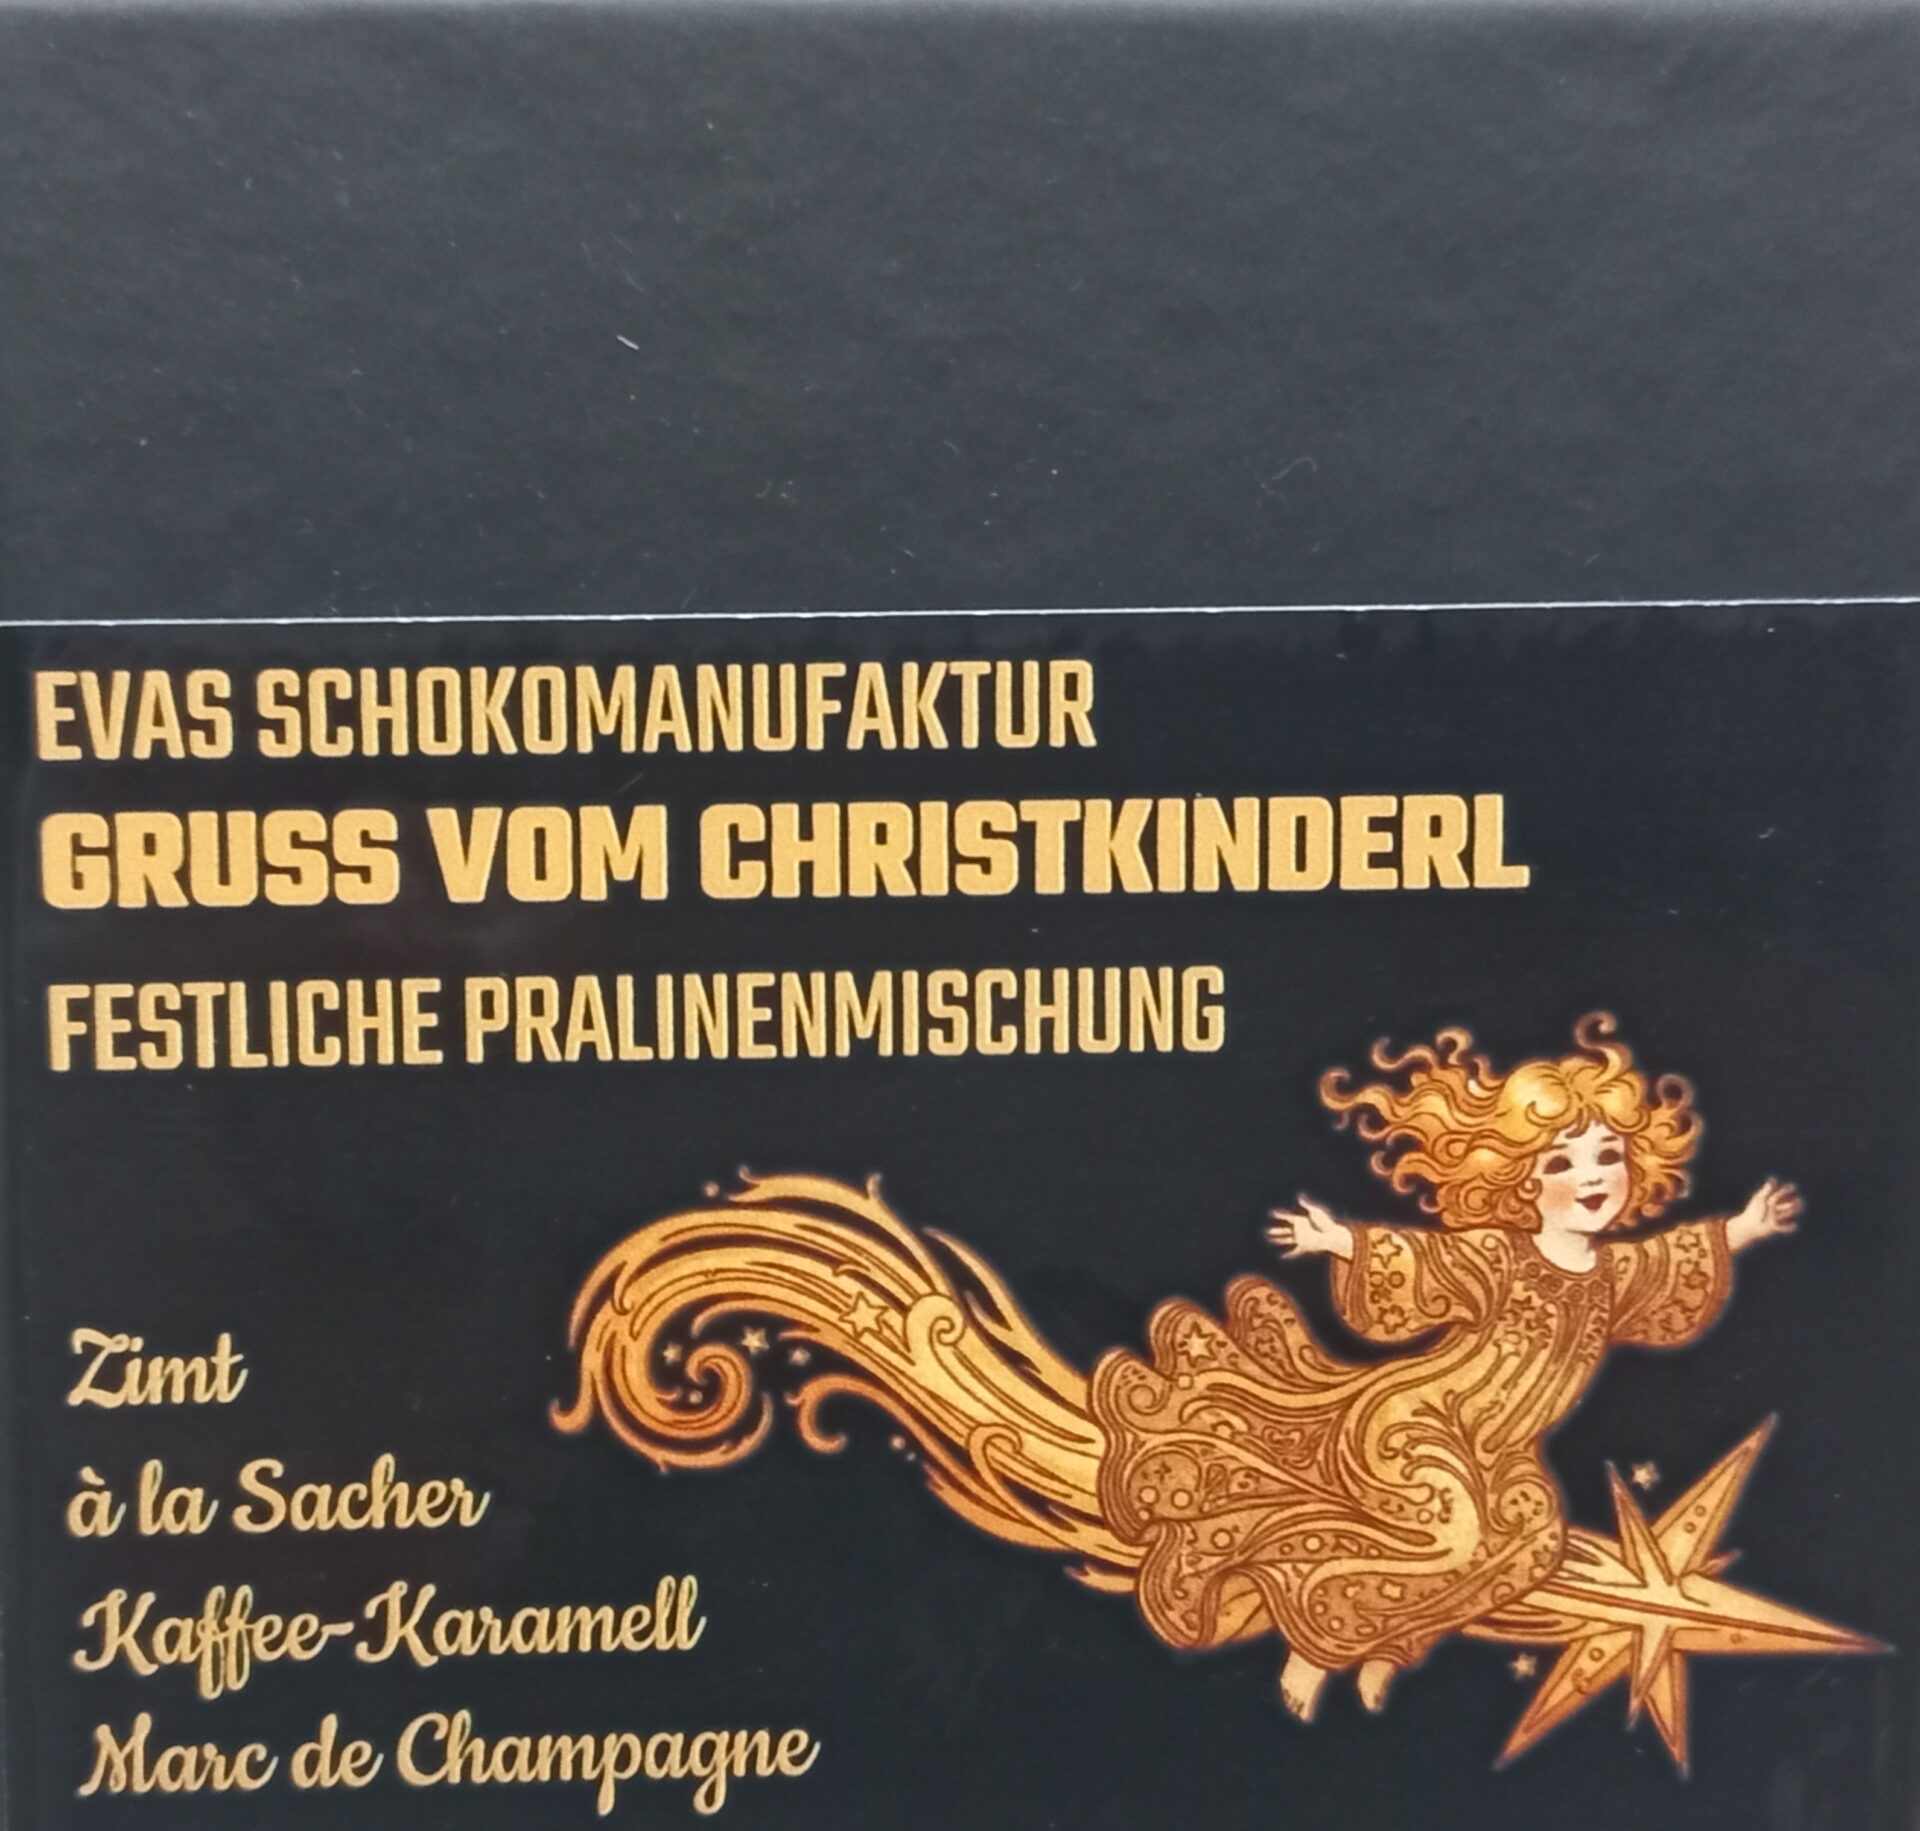 EVAS SCHOKOMANUFAKTUR
GRUSS VOM CHRISTKINDERL
FESTLICHE PRALINENMISCHUNG
Zimt
à la Sacher
Kaffee-Karamell
Marc de Champagne